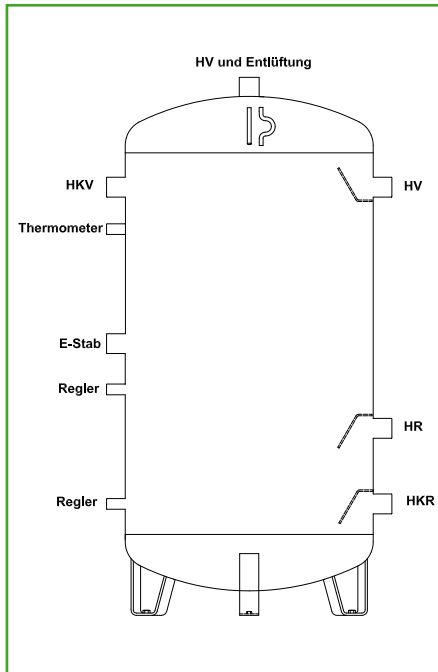 HV und Entlüftung
HKV
HV
Thermometer
E-Stab
Regler
HR
Regler
HKR